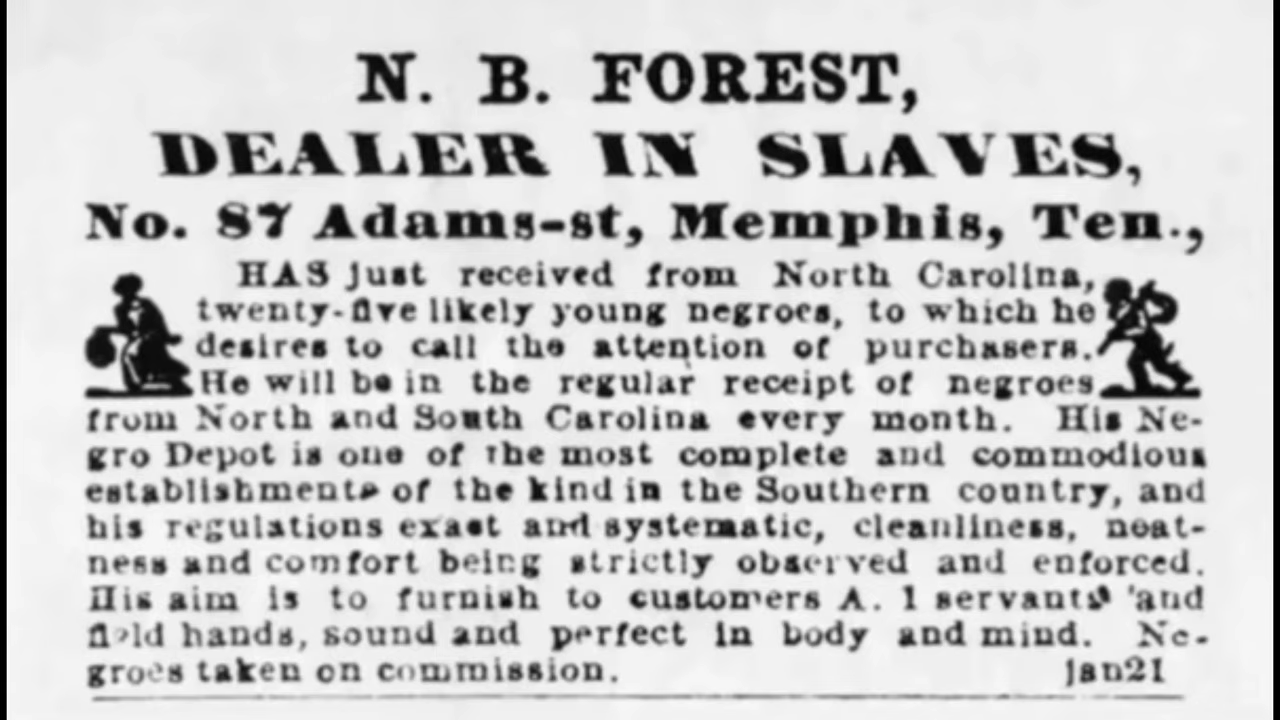 N. B. FOREST,
DEALER IN SLAVES,
No. 87 Adams-st, Memphis, Ten.,
HAS just received from North Carolina,
twenty-five likely young negroes, to which he
desires to call the attention of purchasers.
He will be in the regular receipt of negroes
from North and South Carolina every month. His Ne-
gro Depot is one of the most complete and commodious
establishments of the kind in the Southern country, and
his regulations exact and systematic, cleanliness, neat-
ness and comfort being strictly observed and enforced.
His aim is to furnish to customers A. 1 servants and
field hands, sound and perfect in body and mind. Ne-
groes taken on commission. jan21